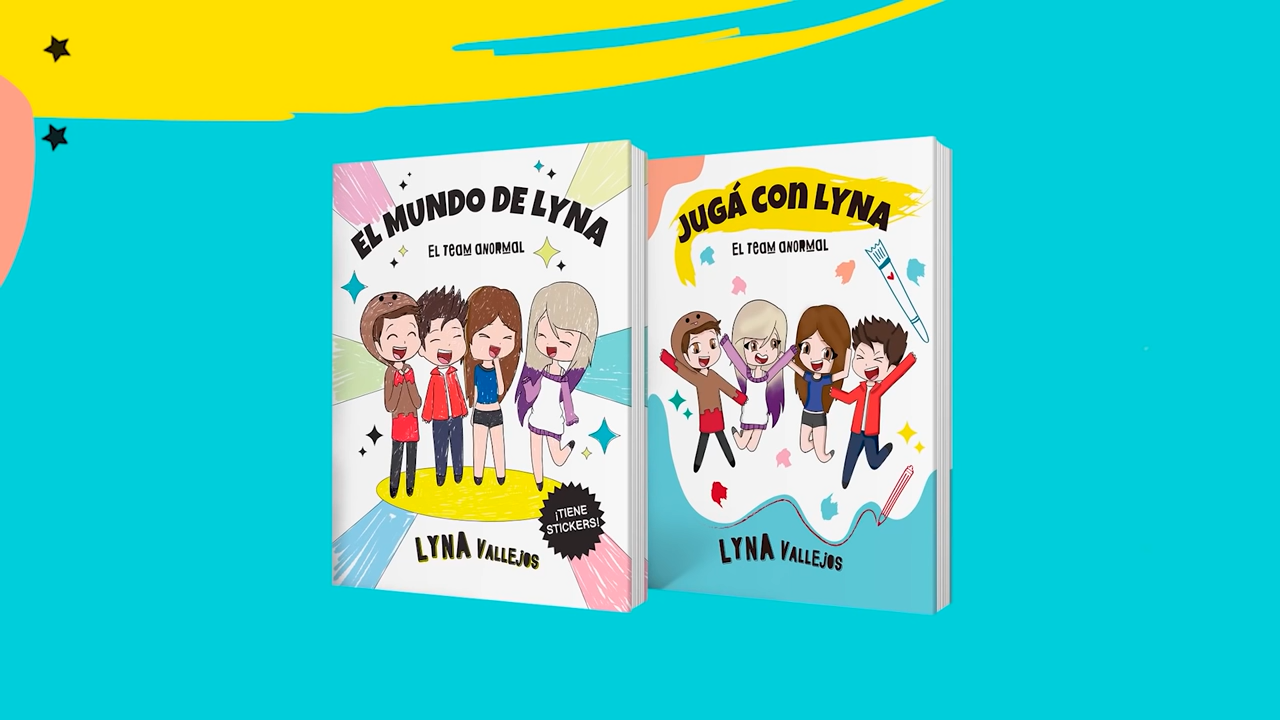 EL MUNDO DE LYNA
EL TEAM ANORMAL
¡TIENE
STICKERS!
LYNA VALLEJOS
JUGÁ CON LYNA
EL TEAM ANORMAL
LYNA VALLEJOS